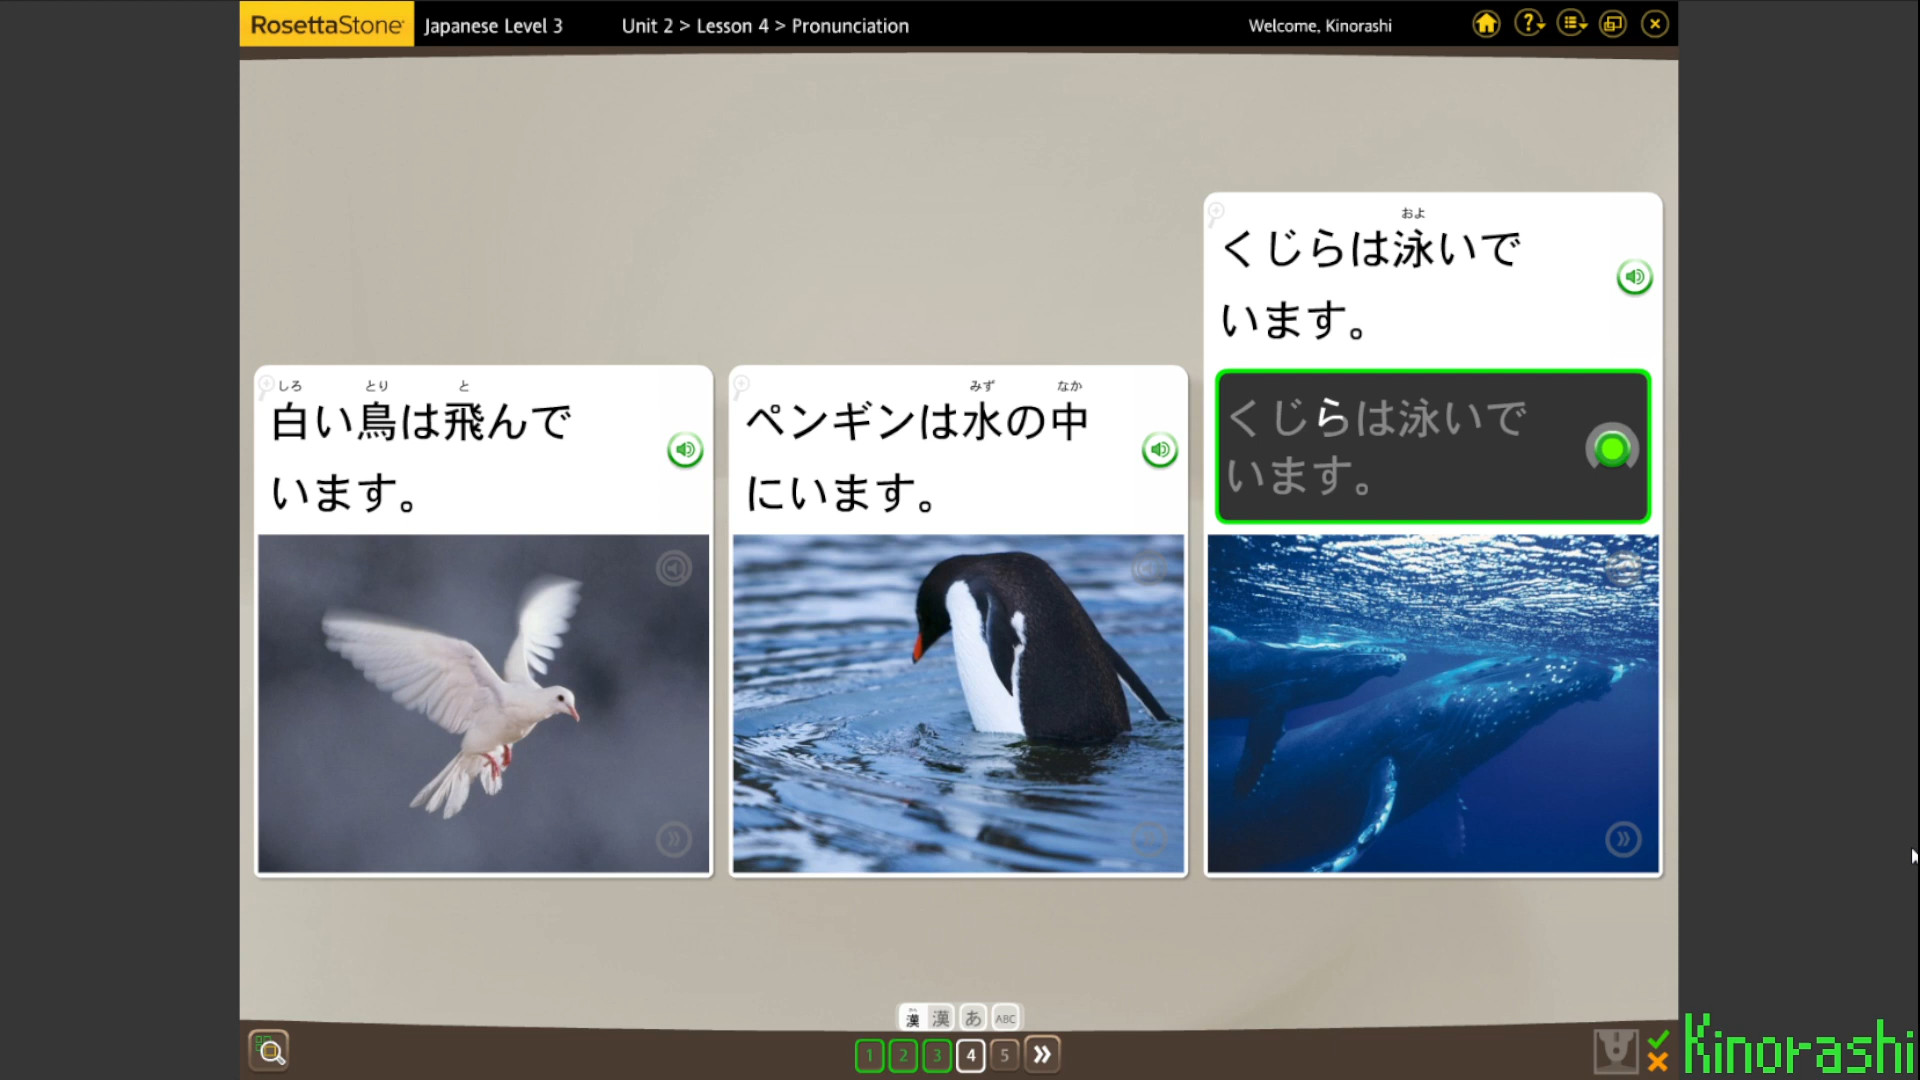 RosettaStone Japanese Level 3 Unit 2 > Lesson 4 > Pronunciation Welcome, Kinorashi
しろ とり と
白い鳥は飛んで
います。
みず なか
ペンギンは水の中
にいます。
およ
くじらは泳いで
います。
くじらは泳いで
います。
漢 漢 あ ABC
1 2 3 4 5
Kinorashi